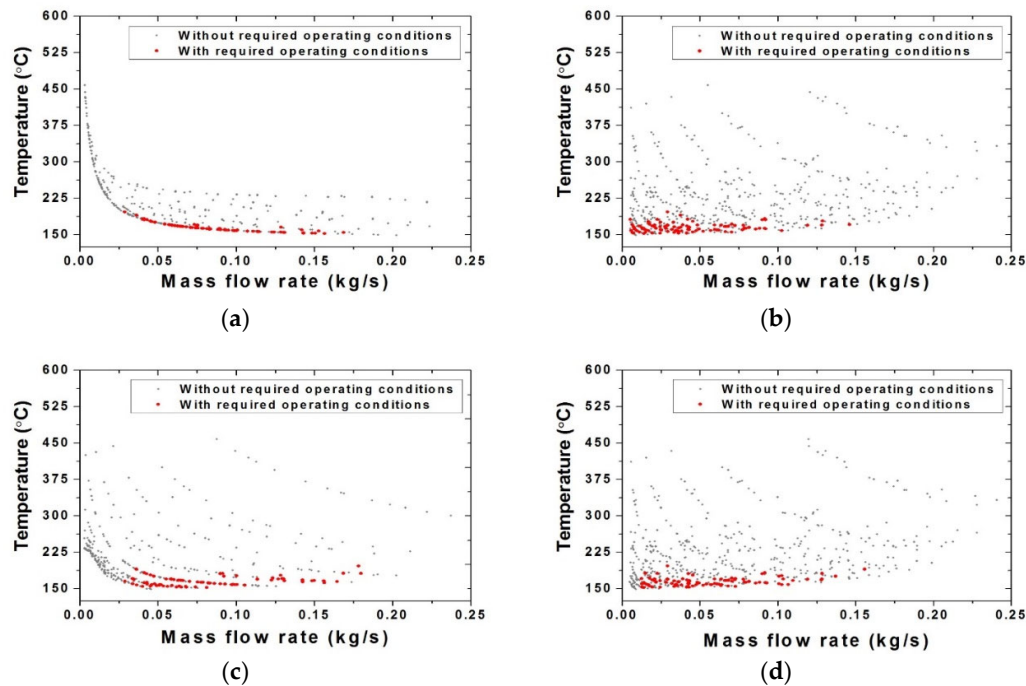 600
525
450
375
300
225
150
Temperature (°C)
Without required operating conditions
With required operating conditions
0.00 0.05 0.10 0.15 0.20 0.25
Mass flow rate (kg/s)
(a)
600
525
450
375
300
225
150
Temperature (°C)
Without required operating conditions
With required operating conditions
0.00 0.05 0.10 0.15 0.20 0.25
Mass flow rate (kg/s)
(b)
600
525
450
375
300
225
150
Temperature (°C)
Without required operating conditions
With required operating conditions
0.00 0.05 0.10 0.15 0.20 0.25
Mass flow rate (kg/s)
(c)
600
525
450
375
300
225
150
Temperature (°C)
Without required operating conditions
With required operating conditions
0.00 0.05 0.10 0.15 0.20 0.25
Mass flow rate (kg/s)
(d)